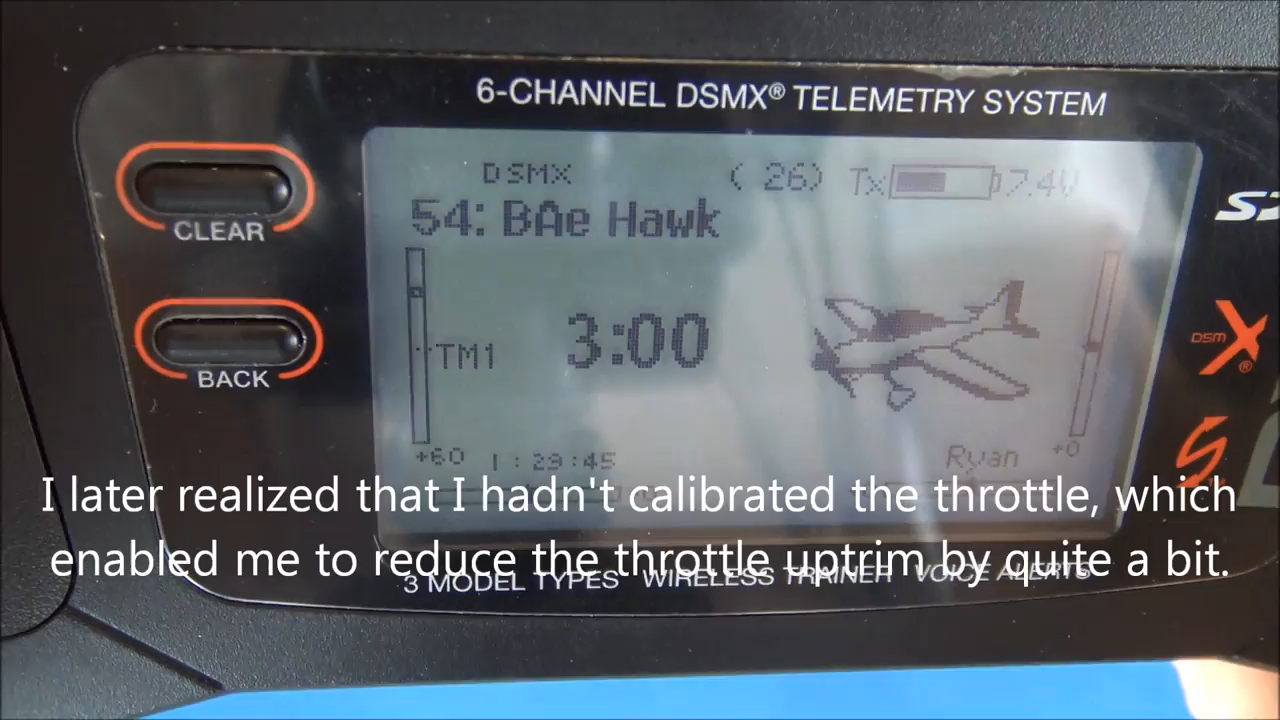 6-CHANNEL DSMX® TELEMETRY SYSTEM
DSMX (26) Tx 7.4V
54: BAe Hawk
CLEAR
TM1 3:00
DSM X®
BACK
+60 1:29:45 Ryan +0
I later realized that I hadn't calibrated the throttle, which
enabled me to reduce the throttle uptrim by quite a bit.
3 MODEL TYPES WIRELESS TRAINER VOICE ALERTS